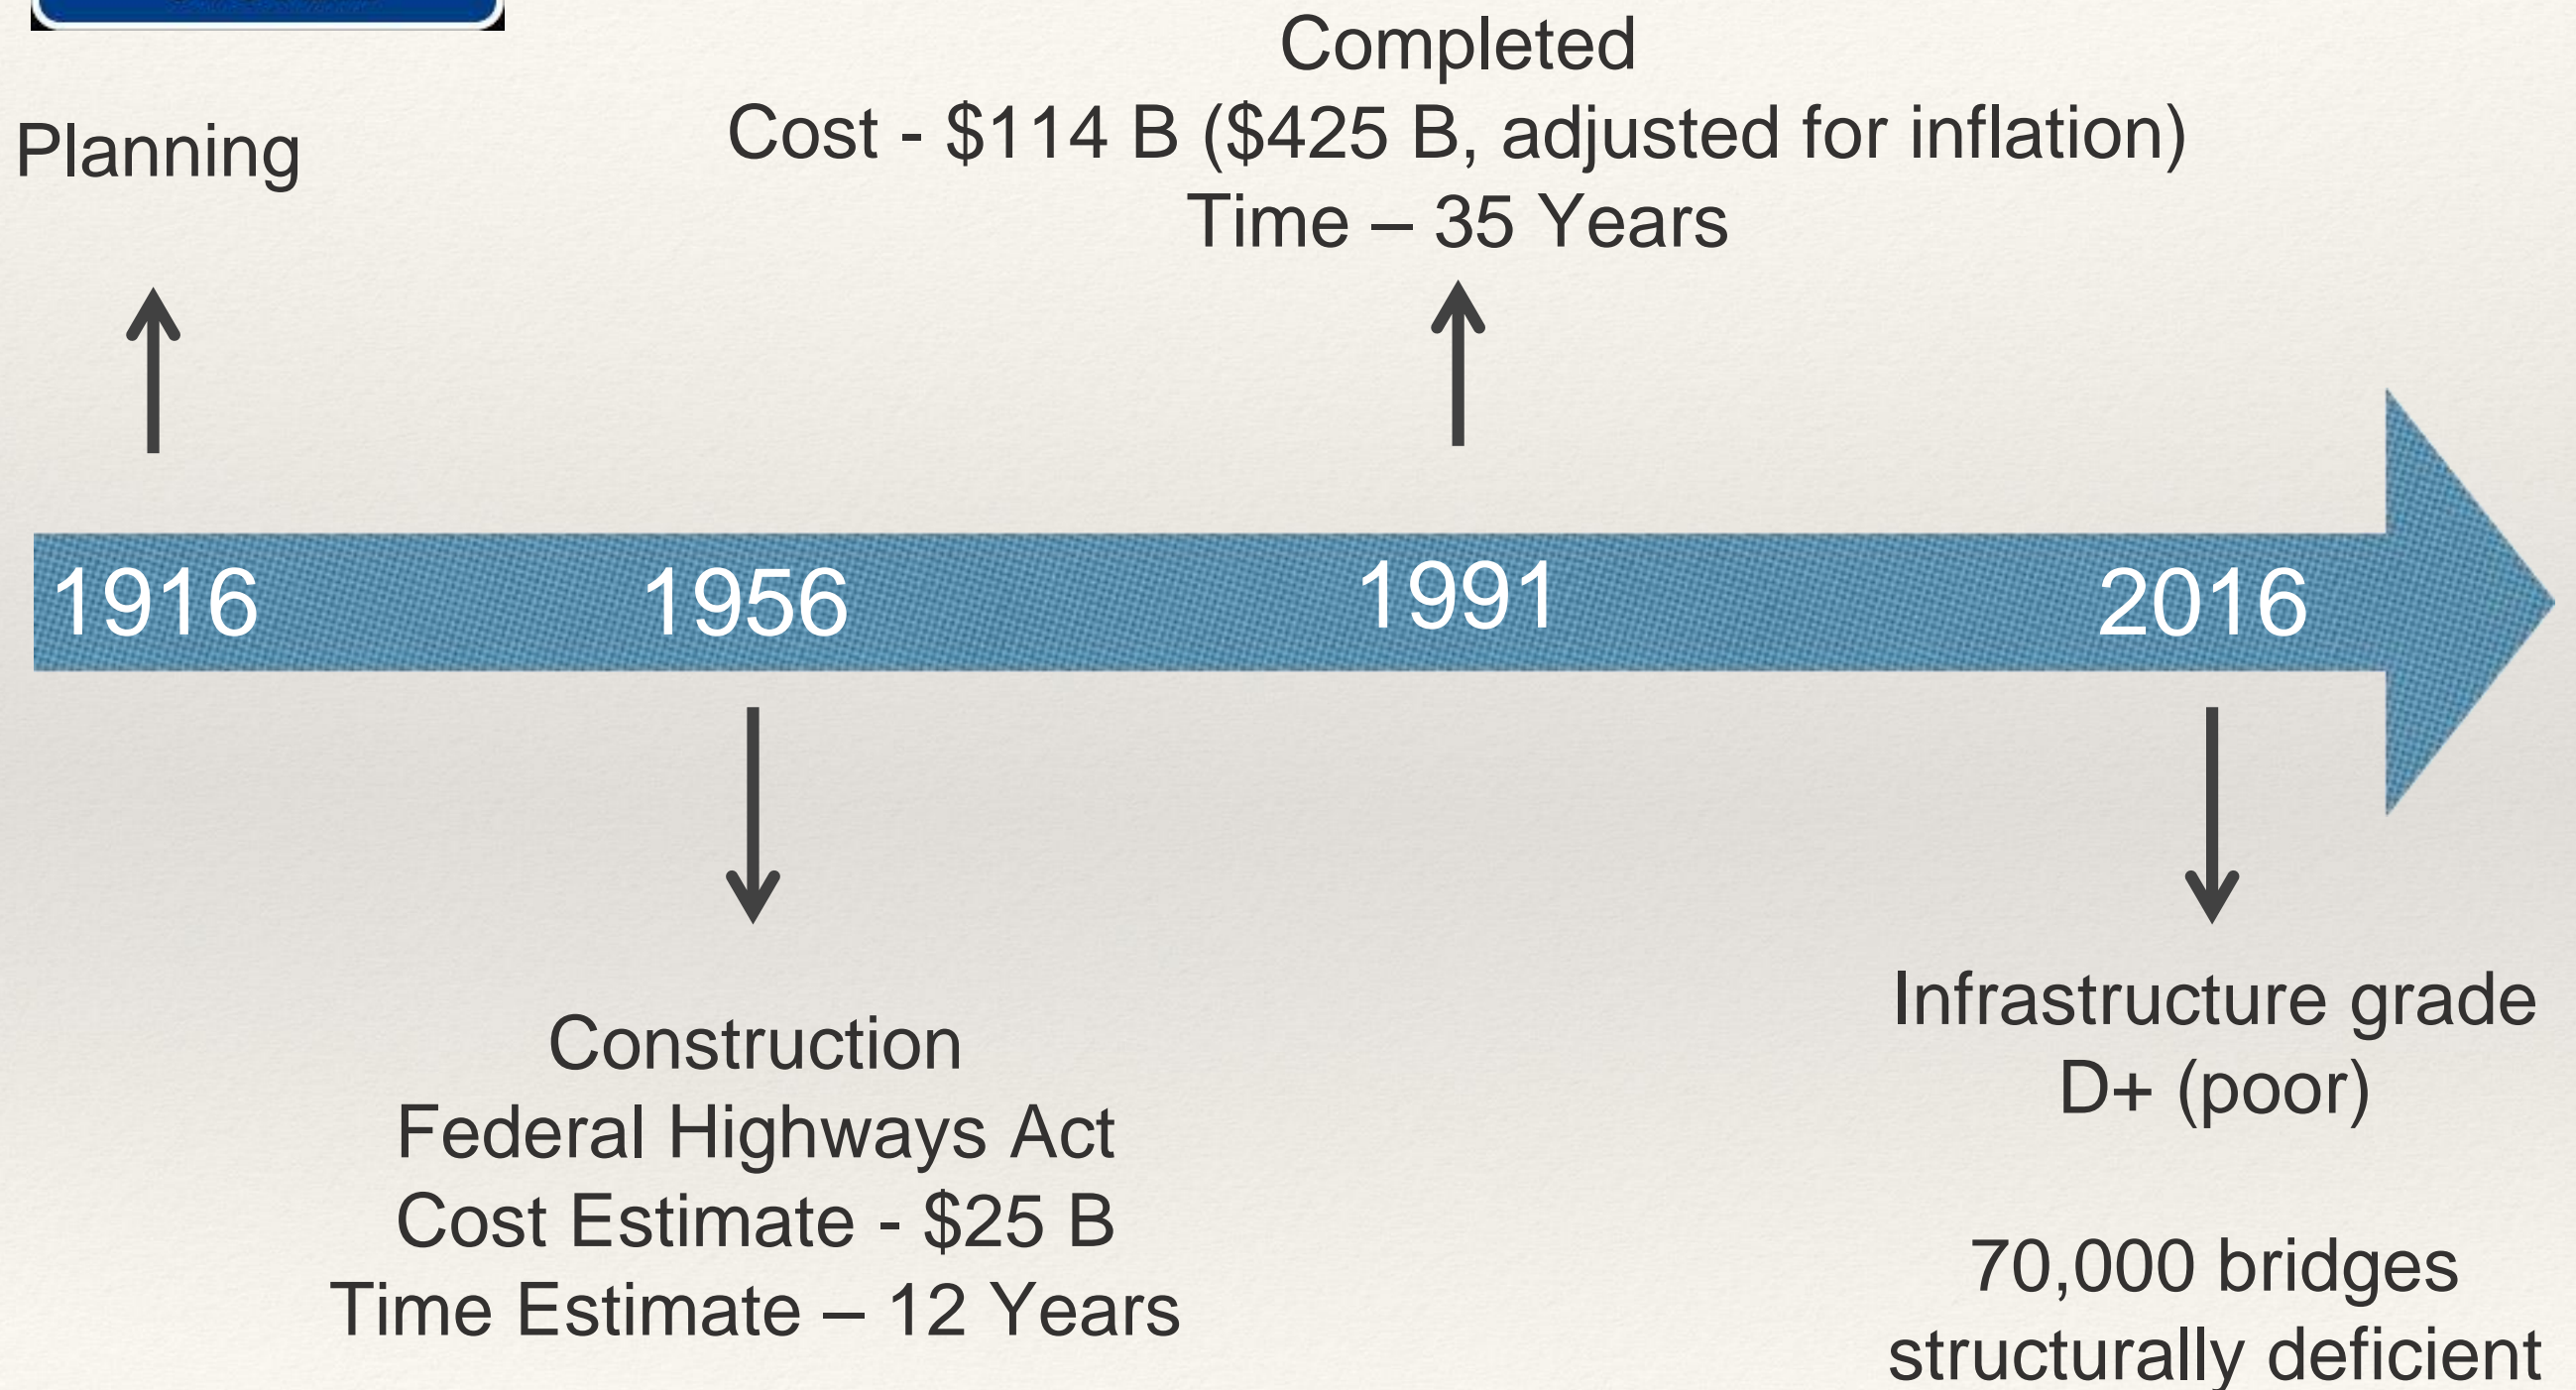 Completed
Cost - $114 B ($425 B, adjusted for inflation)
Time – 35 Years
Planning
1916
1956
1991
2016
Construction
Federal Highways Act
Cost Estimate - $25 B
Time Estimate – 12 Years
Infrastructure grade
D+ (poor)
70,000 bridges
structurally deficient